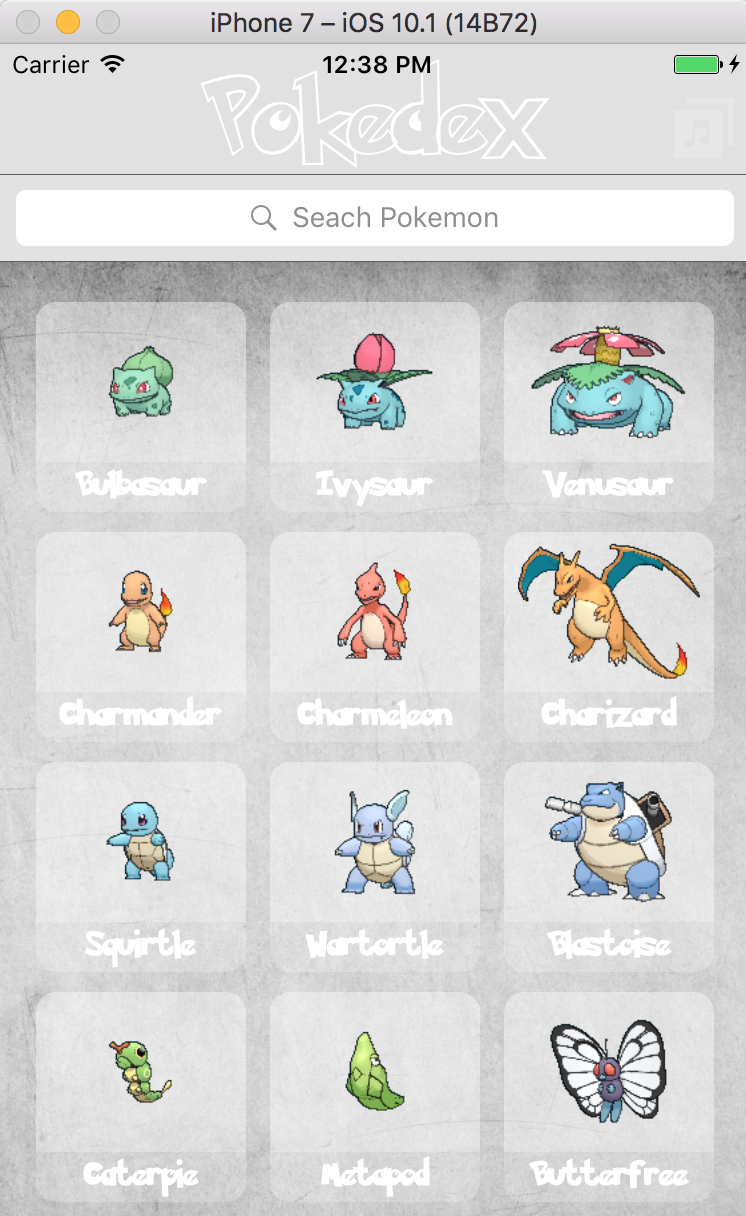 iPhone 7 – iOS 10.1 (14B72)
Carrier 12:38 PM
Pokedex
Seach Pokemon
Bulbasaur Ivysaur Venusaur
Charmander Charmeleon Charizard
Squirtle Wartortle Blastoise
Caterpie Metapod Butterfree